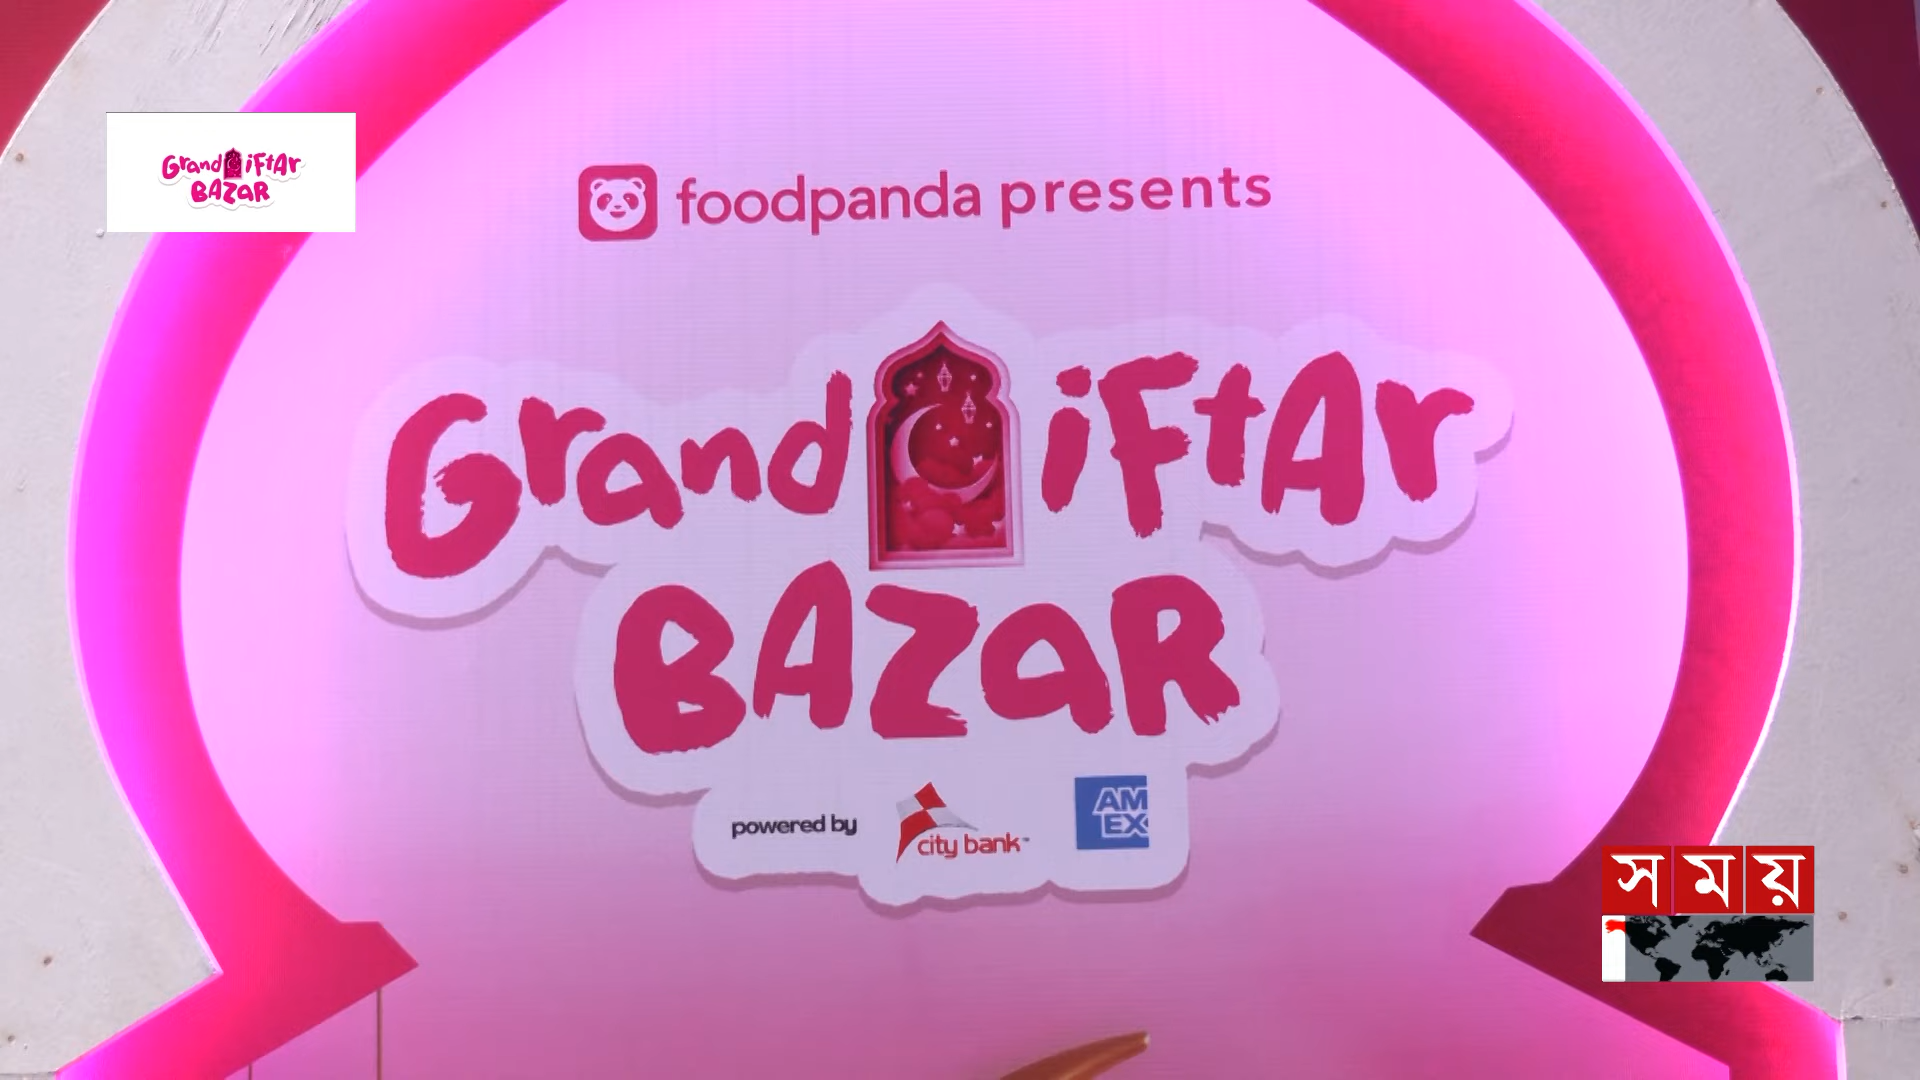 Grand iftar
BAZAR
foodpanda presents
Grand iftar
BAZAR
powered by
city bank
AM
EX
সময়